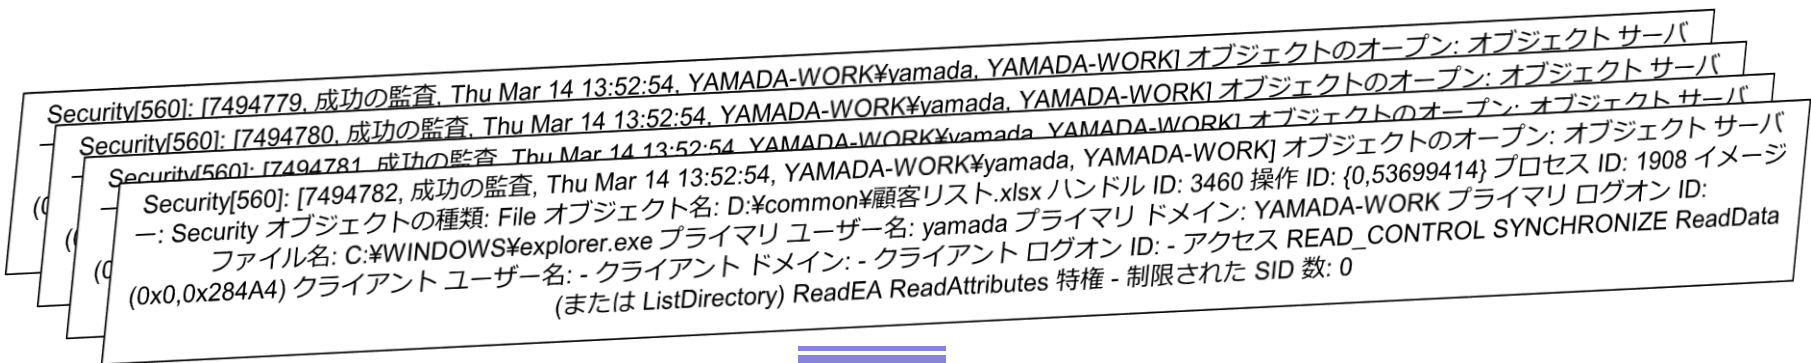 Security[560]: [7494779, 成功の監査, Thu Mar 14 13:52:54, YAMADA-WORK¥yamada, YAMADA-WORK] オブジェクトのオープン: オブジェクト サーバ
Security[560]: [7494780, 成功の監査, Thu Mar 14 13:52:54, YAMADA-WORK¥yamada, YAMADA-WORK] オブジェクトのオープン: オブジェクト サーバ
Security[560]: [7494781, 成功の監査, Thu Mar 14 13:52:54, YAMADA-WORK¥yamada, YAMADA-WORK] オブジェクトのオープン: オブジェクト サーバ
Security[560]: [7494782, 成功の監査, Thu Mar 14 13:52:54, YAMADA-WORK¥yamada, YAMADA-WORK] オブジェクトのオープン: オブジェクト サーバ
ー: Security オブジェクトの種類: File オブジェクト名: D:¥common¥顧客リスト.xlsx ハンドル ID: 3460 操作 ID: {0,53699414} プロセス ID: 1908 イメージ
ファイル名: C:¥WINDOWS¥explorer.exe プライマリ ユーザー名: yamada プライマリ ドメイン: YAMADA-WORK プライマリ ログオン ID:
(0x0,0x284A4) クライアント ユーザー名: - クライアント ドメイン: - クライアント ログオン ID: - アクセス READ_CONTROL SYNCHRONIZE ReadData
(または ListDirectory) ReadEA ReadAttributes 特権 - 制限された SID 数: 0